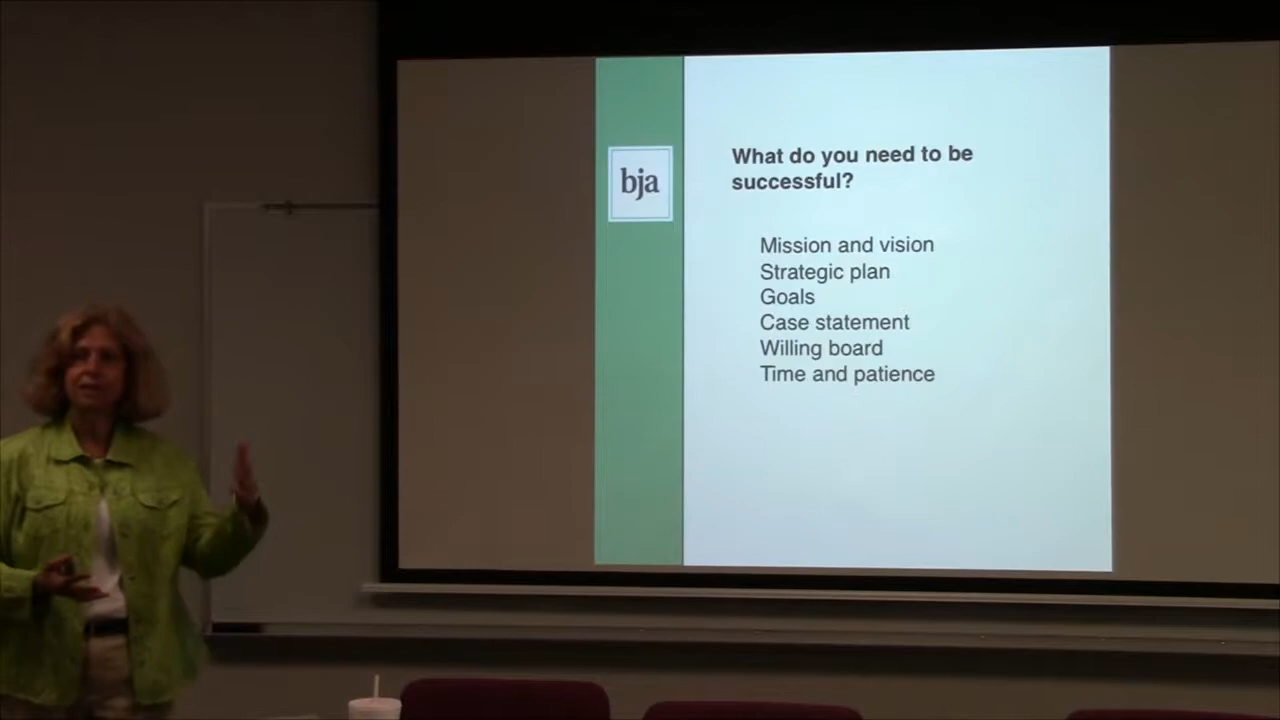 bja
What do you need to be
successful?
Mission and vision
Strategic plan
Goals
Case statement
Willing board
Time and patience